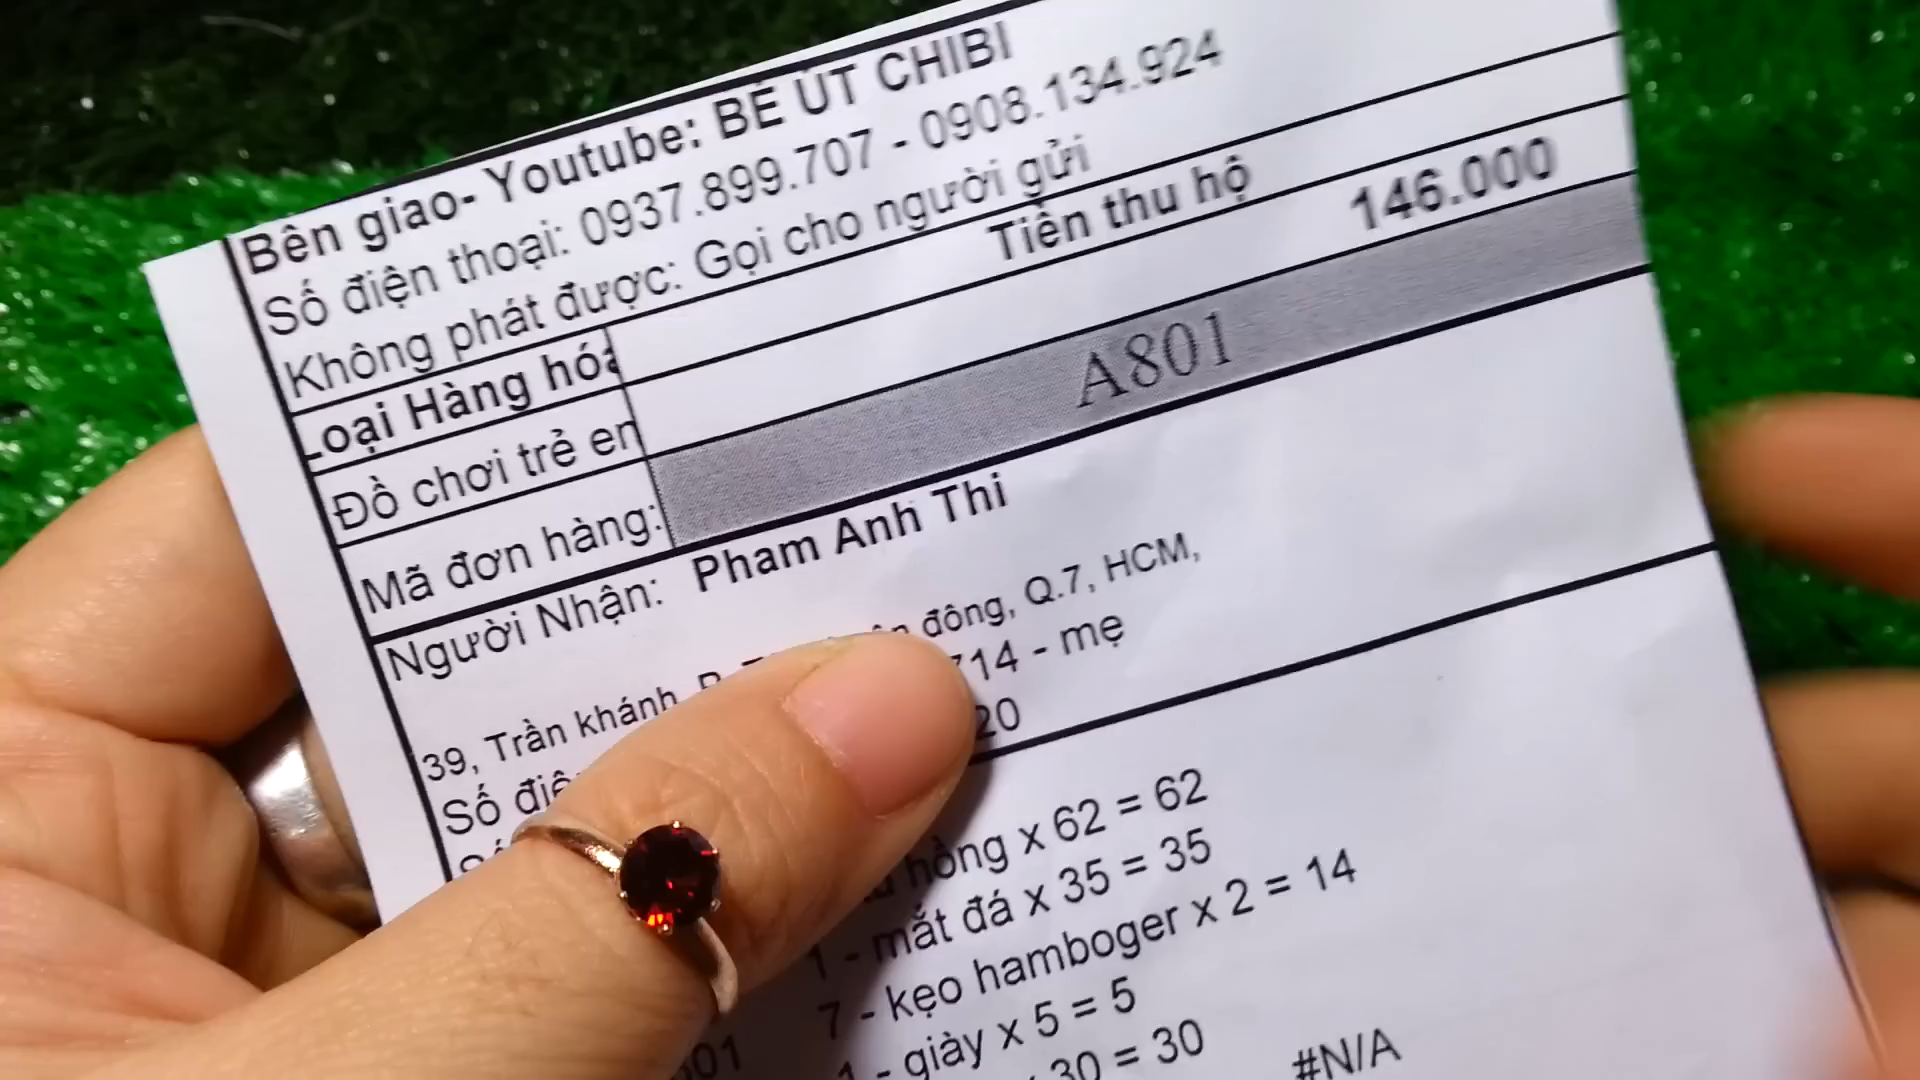 Bên giao- Youtube: BÉ ÚT CHIBI
Số điện thoại: 0937.899.707 - 0908.134.924
Không phát được: Gọi cho người gửi
Loại Hàng hóa
Tiền thu hộ
Đồ chơi trẻ em
146.000
Mã đơn hàng:
A801
Người Nhận: Pham Anh Thi
39, Trần khánh đông, Q.7, HCM,
Số 714 - mẹ
20
hồng x 62 = 62
1 - mắt đá x 35 = 35
7 - kẹo hamboger x 2 = 14
1 - giày x 5 = 5
30 = 30
#N/A